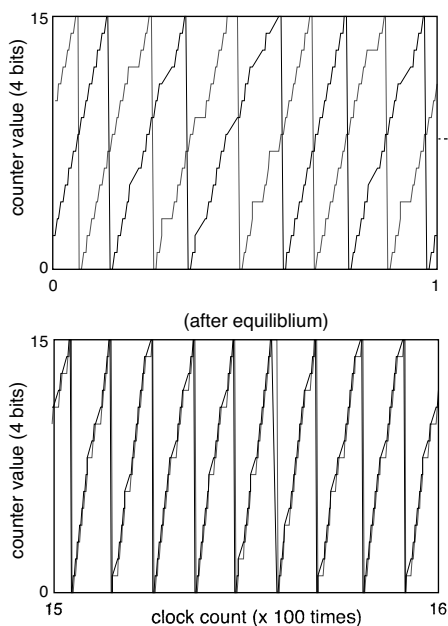 15
counter value (4 bits)
0
0
1
(after equiliblium)
15
counter value (4 bits)
0
15
clock count (x 100 times)
16